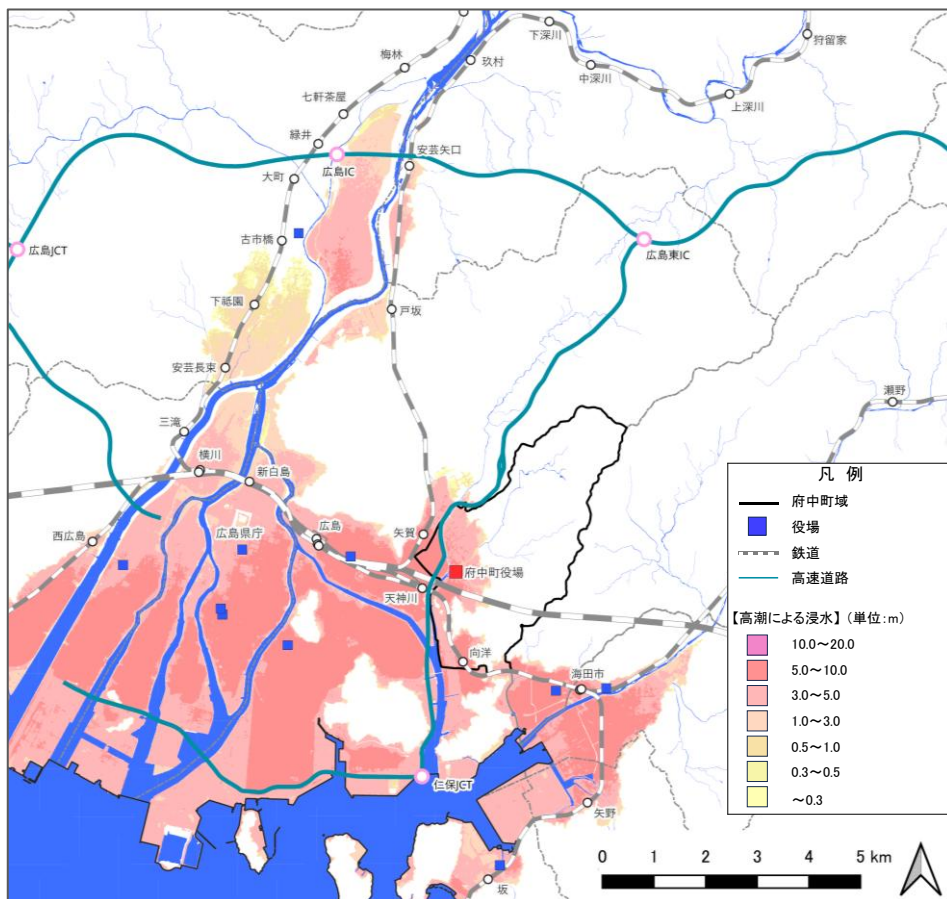 下深川
狩留家
梅林
玖村
中深川
上深川
七軒茶屋
緑井
安芸矢口
広島IC
大町
古市橋
広島JCT
広島東IC
下祗園
戸坂
安芸長束
瀬野
三滝
横川
新白島
西広島
広島県庁
広島
矢賀
府中町役場
天神川
向洋
海田市
仁保JCT
矢野
坂
凡 例
府中町域
役場
鉄道
高速道路
【高潮による浸水】(単位:m)
10.0~20.0
5.0~10.0
3.0~5.0
1.0~3.0
0.5~1.0
0.3~0.5
~0.3
0 1 2 3 4 5 km